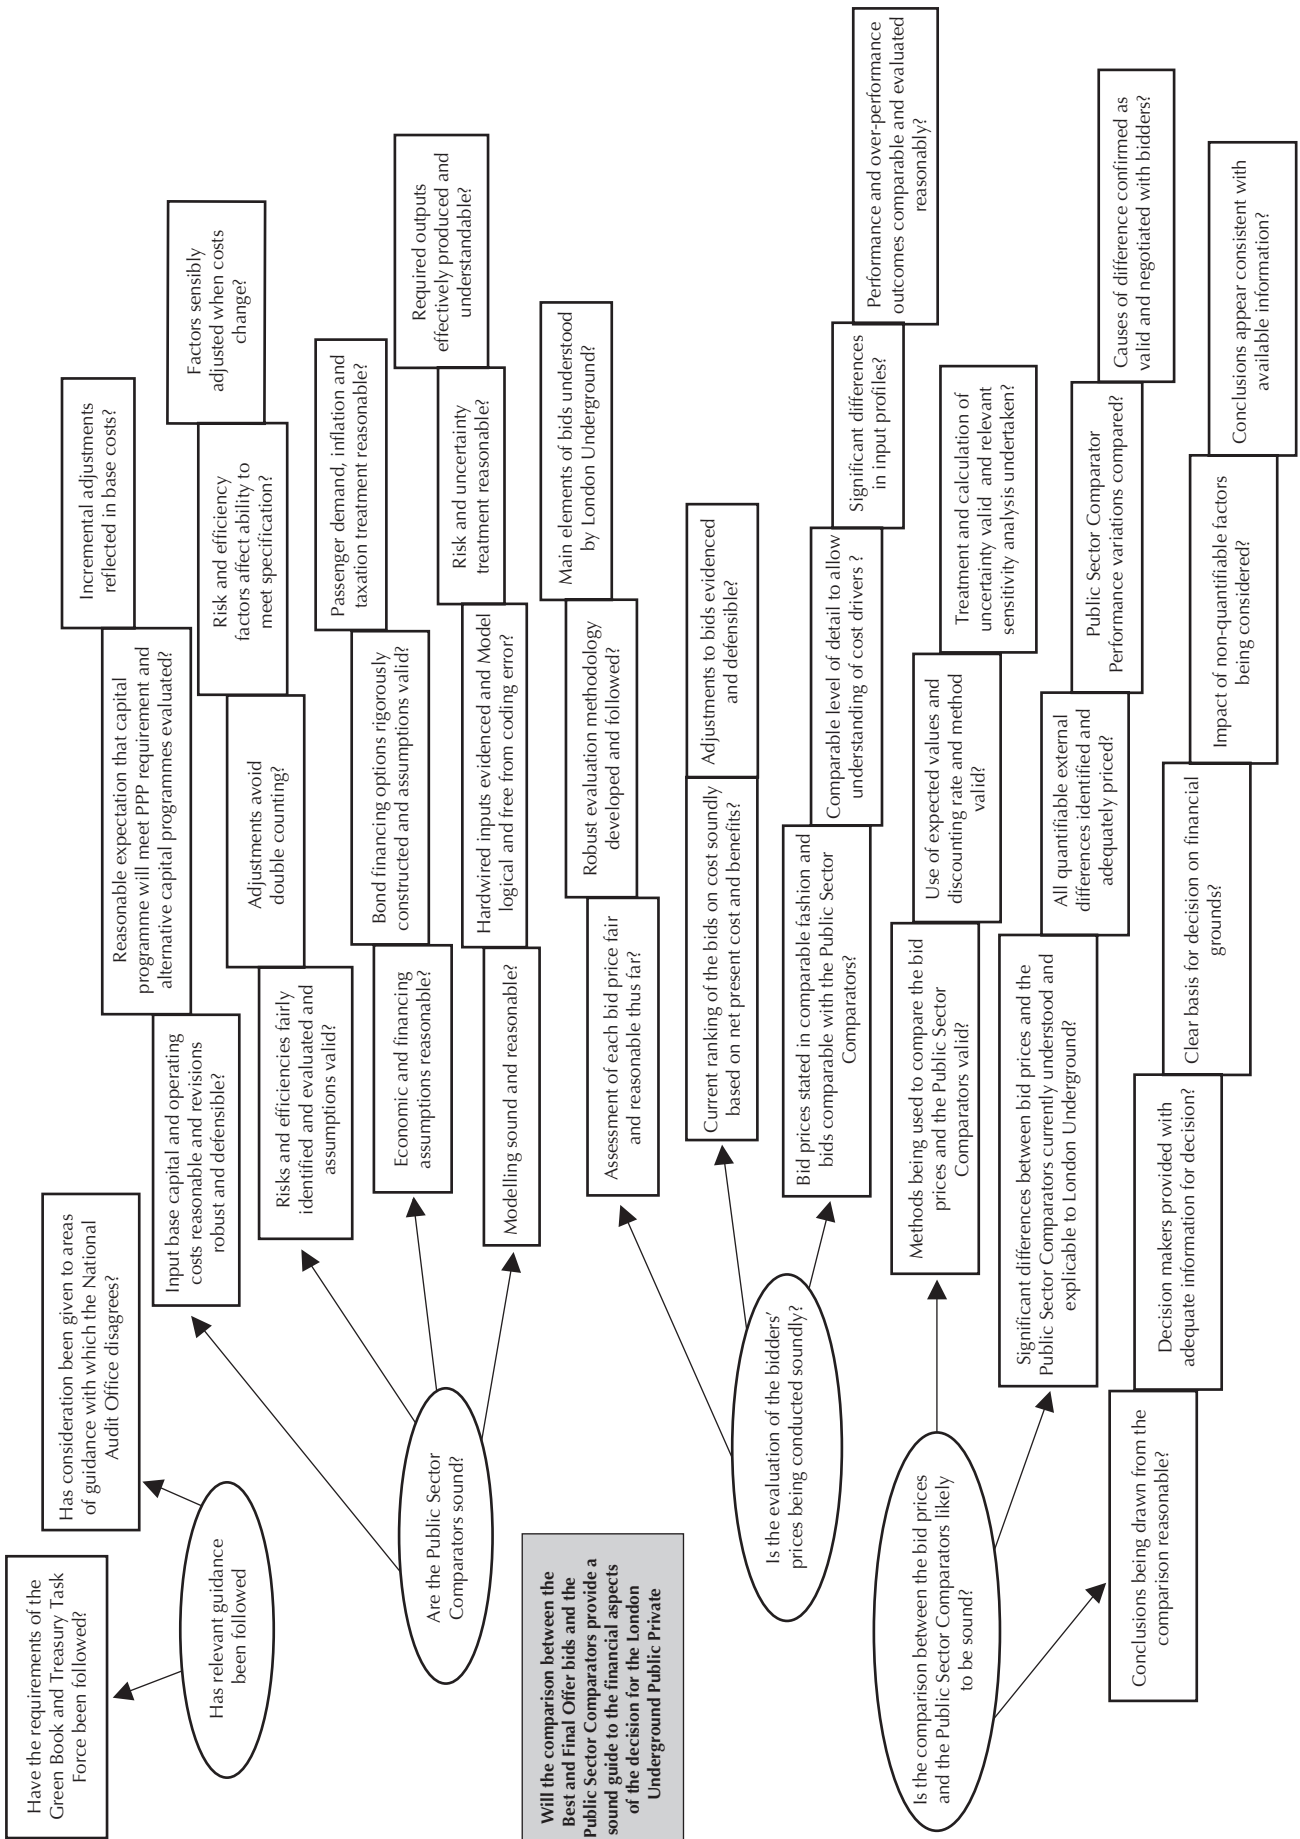 Have the requirements of the
Green Book and Treasury Task
Force been followed?
Has consideration been given to areas
of guidance with which the National
Audit Office disagrees?
Has relevant guidance
been followed
Input base capital and operating
costs reasonable and revisions
robust and defensible?
Reasonable expectation that capital
programme will meet PPP requirement and
alternative capital programmes evaluated?
Incremental adjustments
reflected in base costs?
Risks and efficiencies fairly
identified and evaluated and
assumptions valid?
Adjustments avoid
double counting?
Risk and efficiency
factors affect ability to
meet specification?
Factors sensibly
adjusted when costs
change?
Are the Public Sector
Comparators sound?
Economic and financing
assumptions reasonable?
Bond financing options rigorously
constructed and assumptions valid?
Passenger demand, inflation and
taxation treatment reasonable?
Modelling sound and reasonable?
Hardwired inputs evidenced and Model
logical and free from coding error?
Risk and uncertainty
treatment reasonable?
Required outputs
effectively produced and
understandable?
Will the comparison between the
Best and Final Offer bids and the
Public Sector Comparators provide a
sound guide to the financial aspects
of the decision for the London
Underground Public Private
Assessment of each bid price fair
and reasonable thus far?
Robust evaluation methodology
developed and followed?
Main elements of bids understood
by London Underground?
Is the evaluation of the bidders'
prices being conducted soundly?
Current ranking of the bids on cost soundly
based on net present cost and benefits?
Adjustments to bids evidenced
and defensible?
Bid prices stated in comparable fashion and
bids comparable with the Public Sector
Comparators?
Comparable level of detail to allow
understanding of cost drivers ?
Significant differences
in input profiles?
Performance and over-performance
outcomes comparable and evaluated
reasonably?
Is the comparison between the bid prices
and the Public Sector Comparators likely
to be sound?
Methods being used to compare the bid
prices and the Public Sector
Comparators valid?
Use of expected values and
discounting rate and method
valid?
Treatment and calculation of
uncertainty valid and relevant
sensitivity analysis undertaken?
Significant differences between bid prices and the
Public Sector Comparators currently understood and
explicable to London Underground?
All quantifiable external
differences identified and
adequately priced?
Public Sector Comparator
Performance variations compared?
Causes of difference confirmed as
valid and negotiated with bidders?
Conclusions being drawn from the
comparison reasonable?
Decision makers provided with
adequate information for decision?
Clear basis for decision on financial
grounds?
Impact of non-quantifiable factors
being considered?
Conclusions appear consistent with
available information?